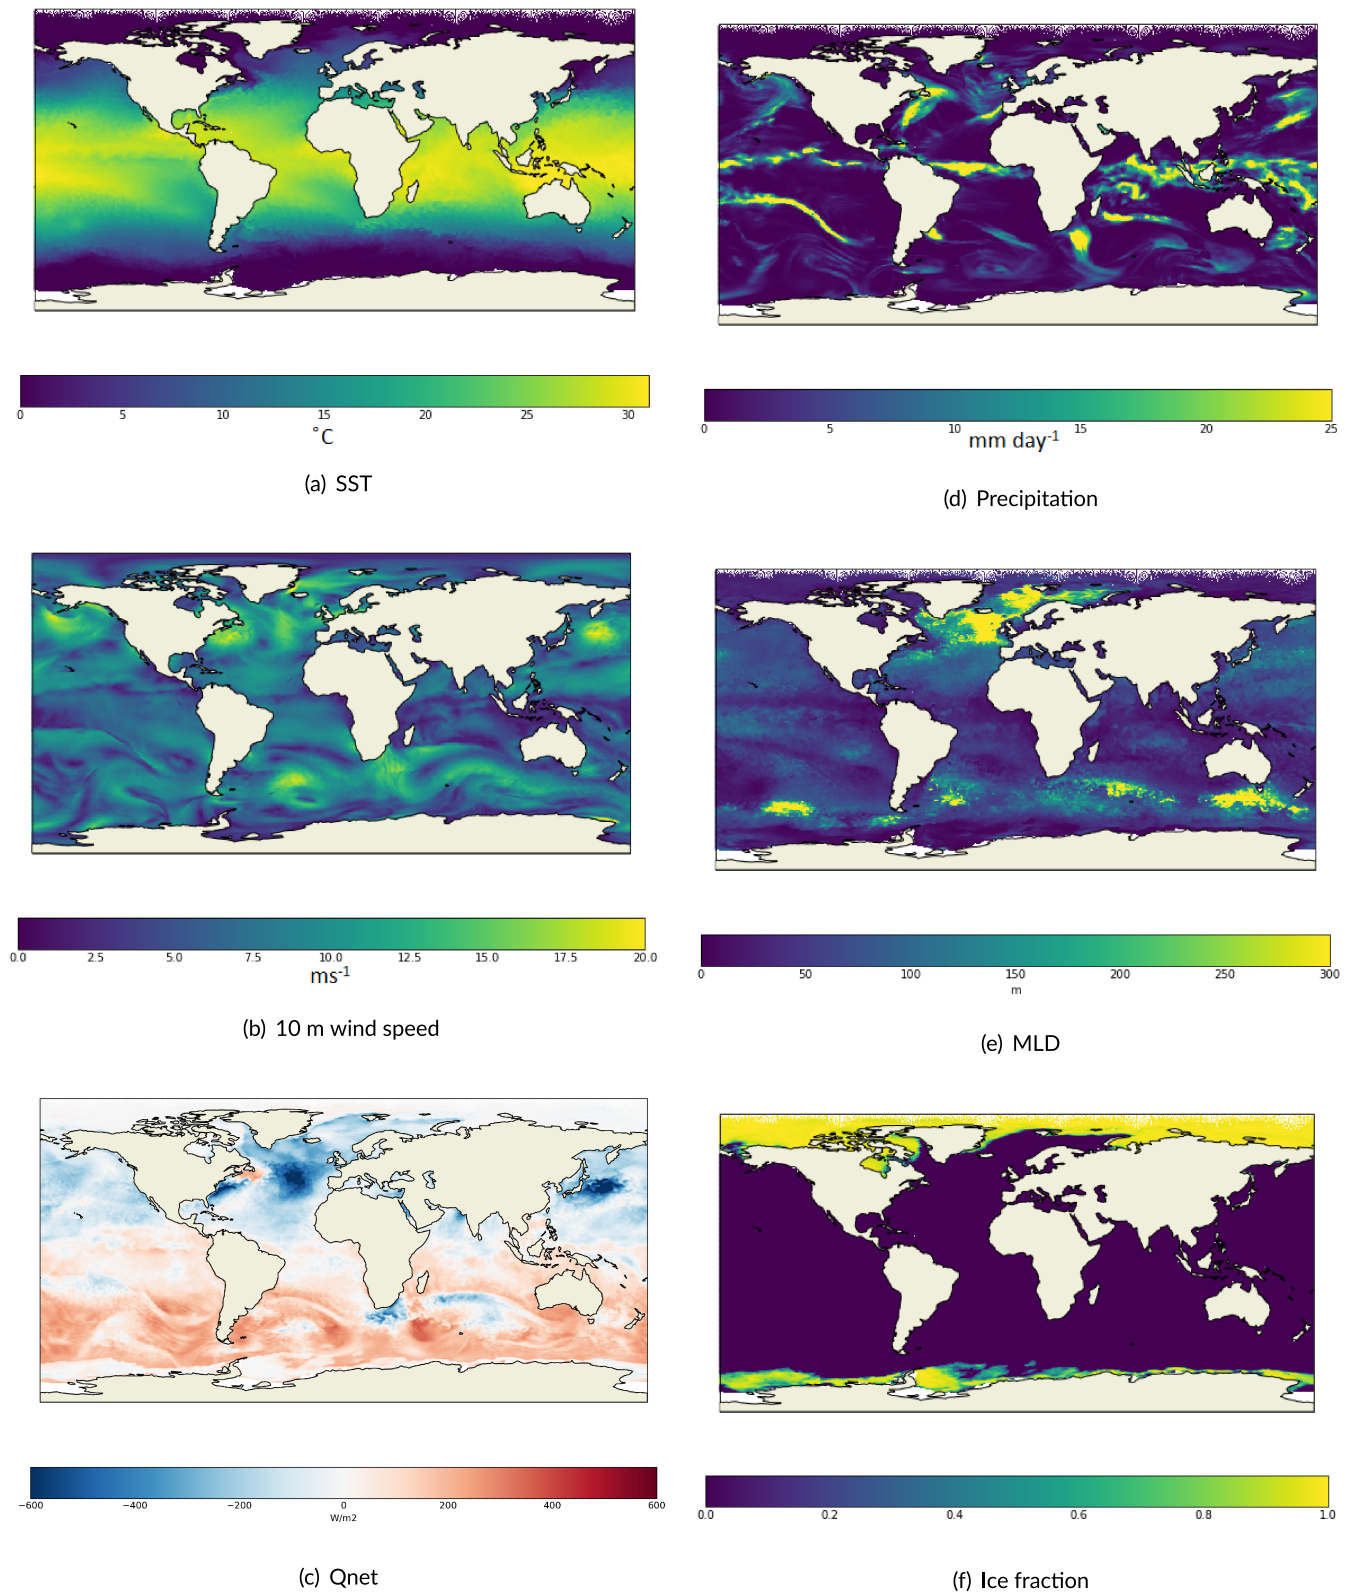 0 5 10 15 20 25 30
°C
(a) SST
0 5 10 15 20 25
mm day-1
(d) Precipitation
0.0 2.5 5.0 7.5 10.0 12.5 15.0 17.5 20.0
ms-1
(b) 10 m wind speed
0 50 100 150 200 250 300
m
(e) MLD
−600 −400 −200 0 200 400 600
W/m2
(c) Qnet
0.0 0.2 0.4 0.6 0.8 1.0
(f) Ice fraction